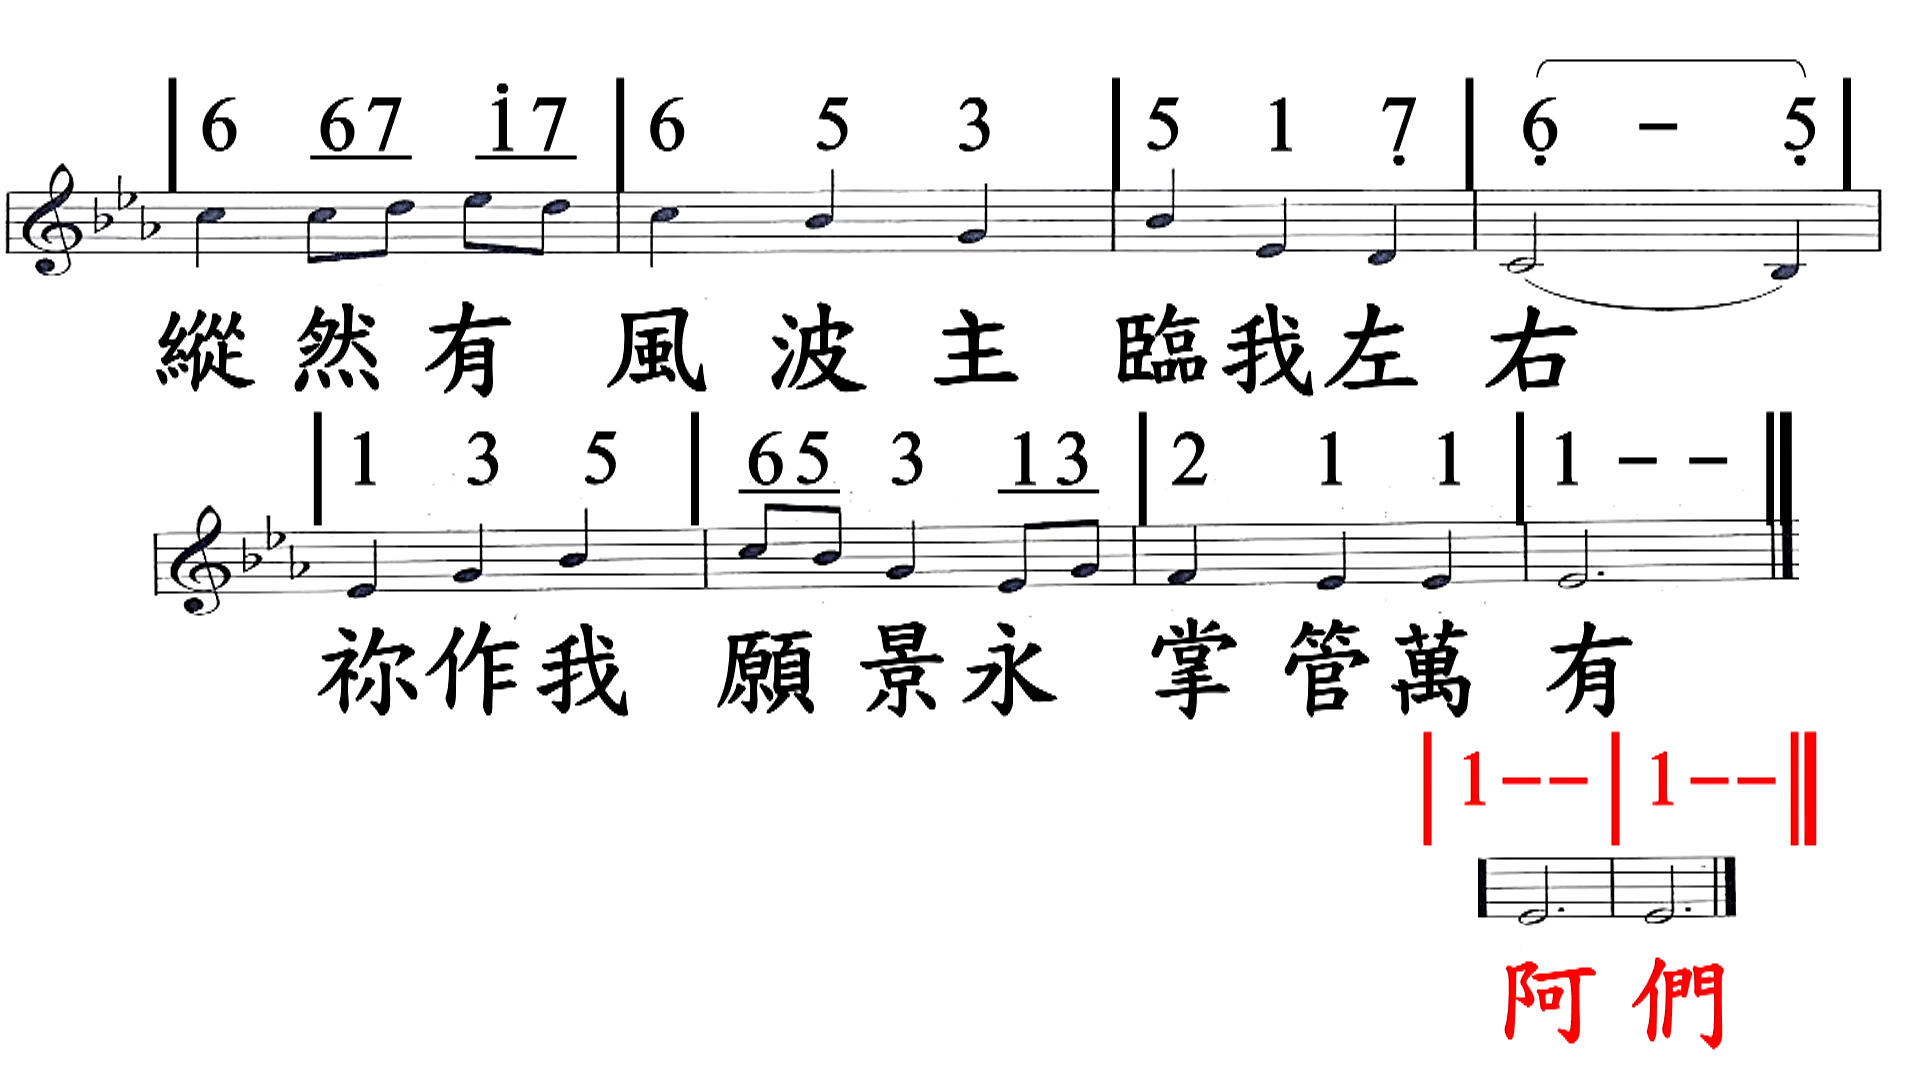 6 67 1̇7 6 5 3 5 1 7̣ 6̣ – 5̣
縱然有風波主臨我左右
1 3 5 65 3 13 2 1 1 1 – –
祢作我願景永掌管萬有
1 – – 1 – –
阿們